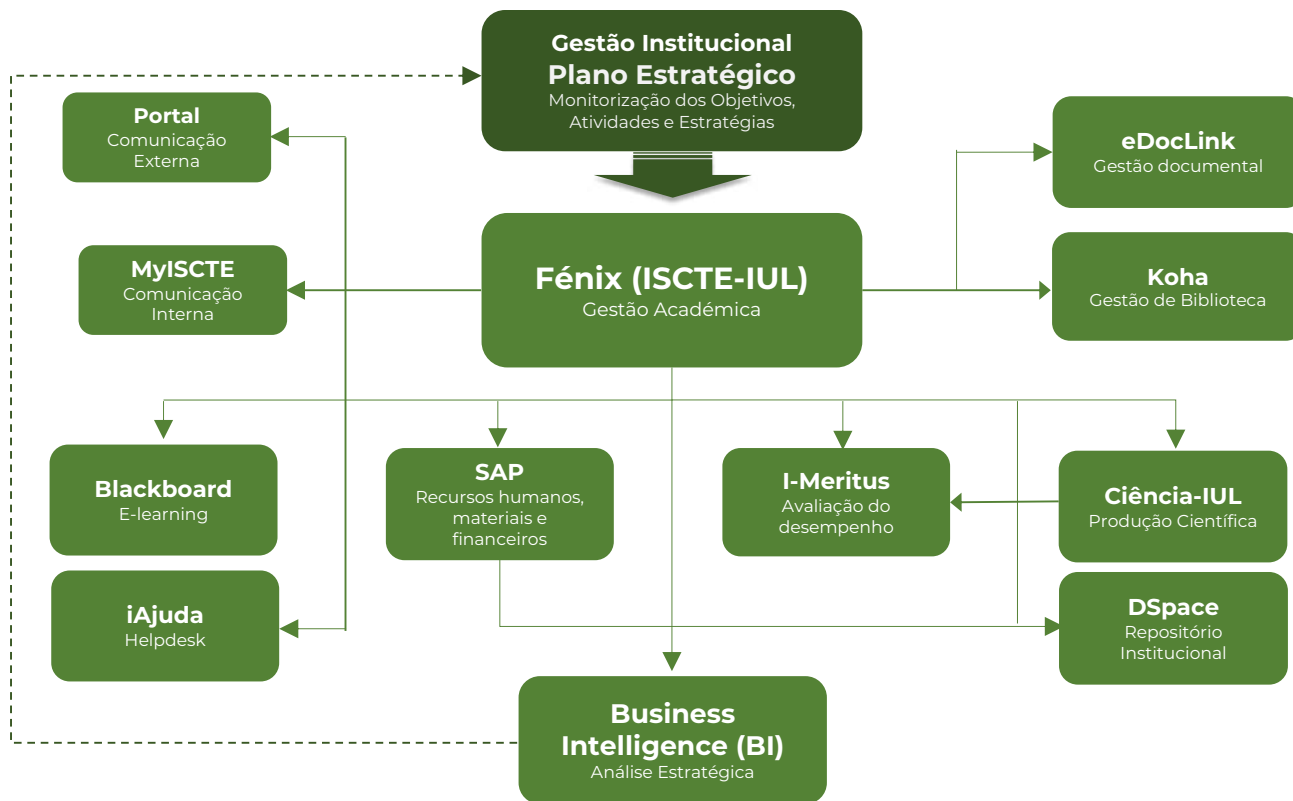 Gestão Institucional
Plano Estratégico
Monitorização dos Objetivos,
Atividades e Estratégias
Portal
Comunicação
Externa
eDocLink
Gestão documental
MyISCTE
Comunicação
Interna
Fénix (ISCTE-IUL)
Gestão Académica
Koha
Gestão de Biblioteca
Blackboard
E-learning
SAP
Recursos humanos,
materiais e
financeiros
I-Meritus
Avaliação do
desempenho
Ciência-IUL
Produção Científica
iAjuda
Helpdesk
DSpace
Repositório
Institucional
Business
Intelligence (BI)
Análise Estratégica